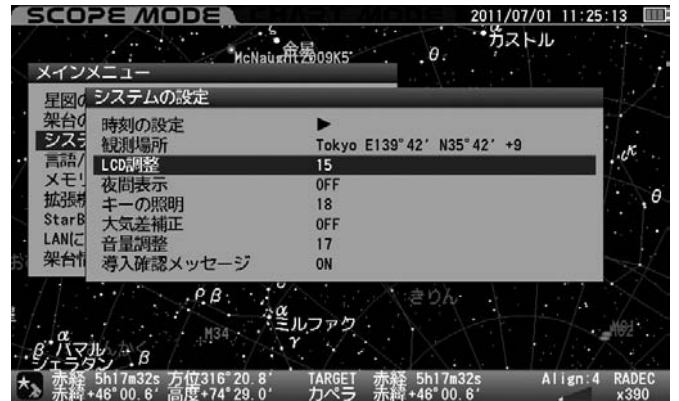 SCOPE MODE 2011/07/01 11:25:13
カストル
金星
McNaught2009K5
θ
メインメニュー
星図の
架台の
システ
言語/
メモリ
拡張機
StarB
LANに
架台情
システムの設定
時刻の設定 ▶
観測場所 Tokyo E139°42′ N35°42′ +9
LCD調整 15
夜間表示 OFF
キーの照明 18
大気差補正 OFF
音量調整 17
導入確認メッセージ ON
θ
β
きりん
α
ミルファク
M34
γ
α
β
ハマル
β
シェラタン
赤経 5h17m32s 方位316°20.8′ TARGET 赤経 5h17m32s Align:4 RADEC
赤緯+46°00.6′ 高度+74°29.0′ カペラ 赤緯+46°00.6′ x390